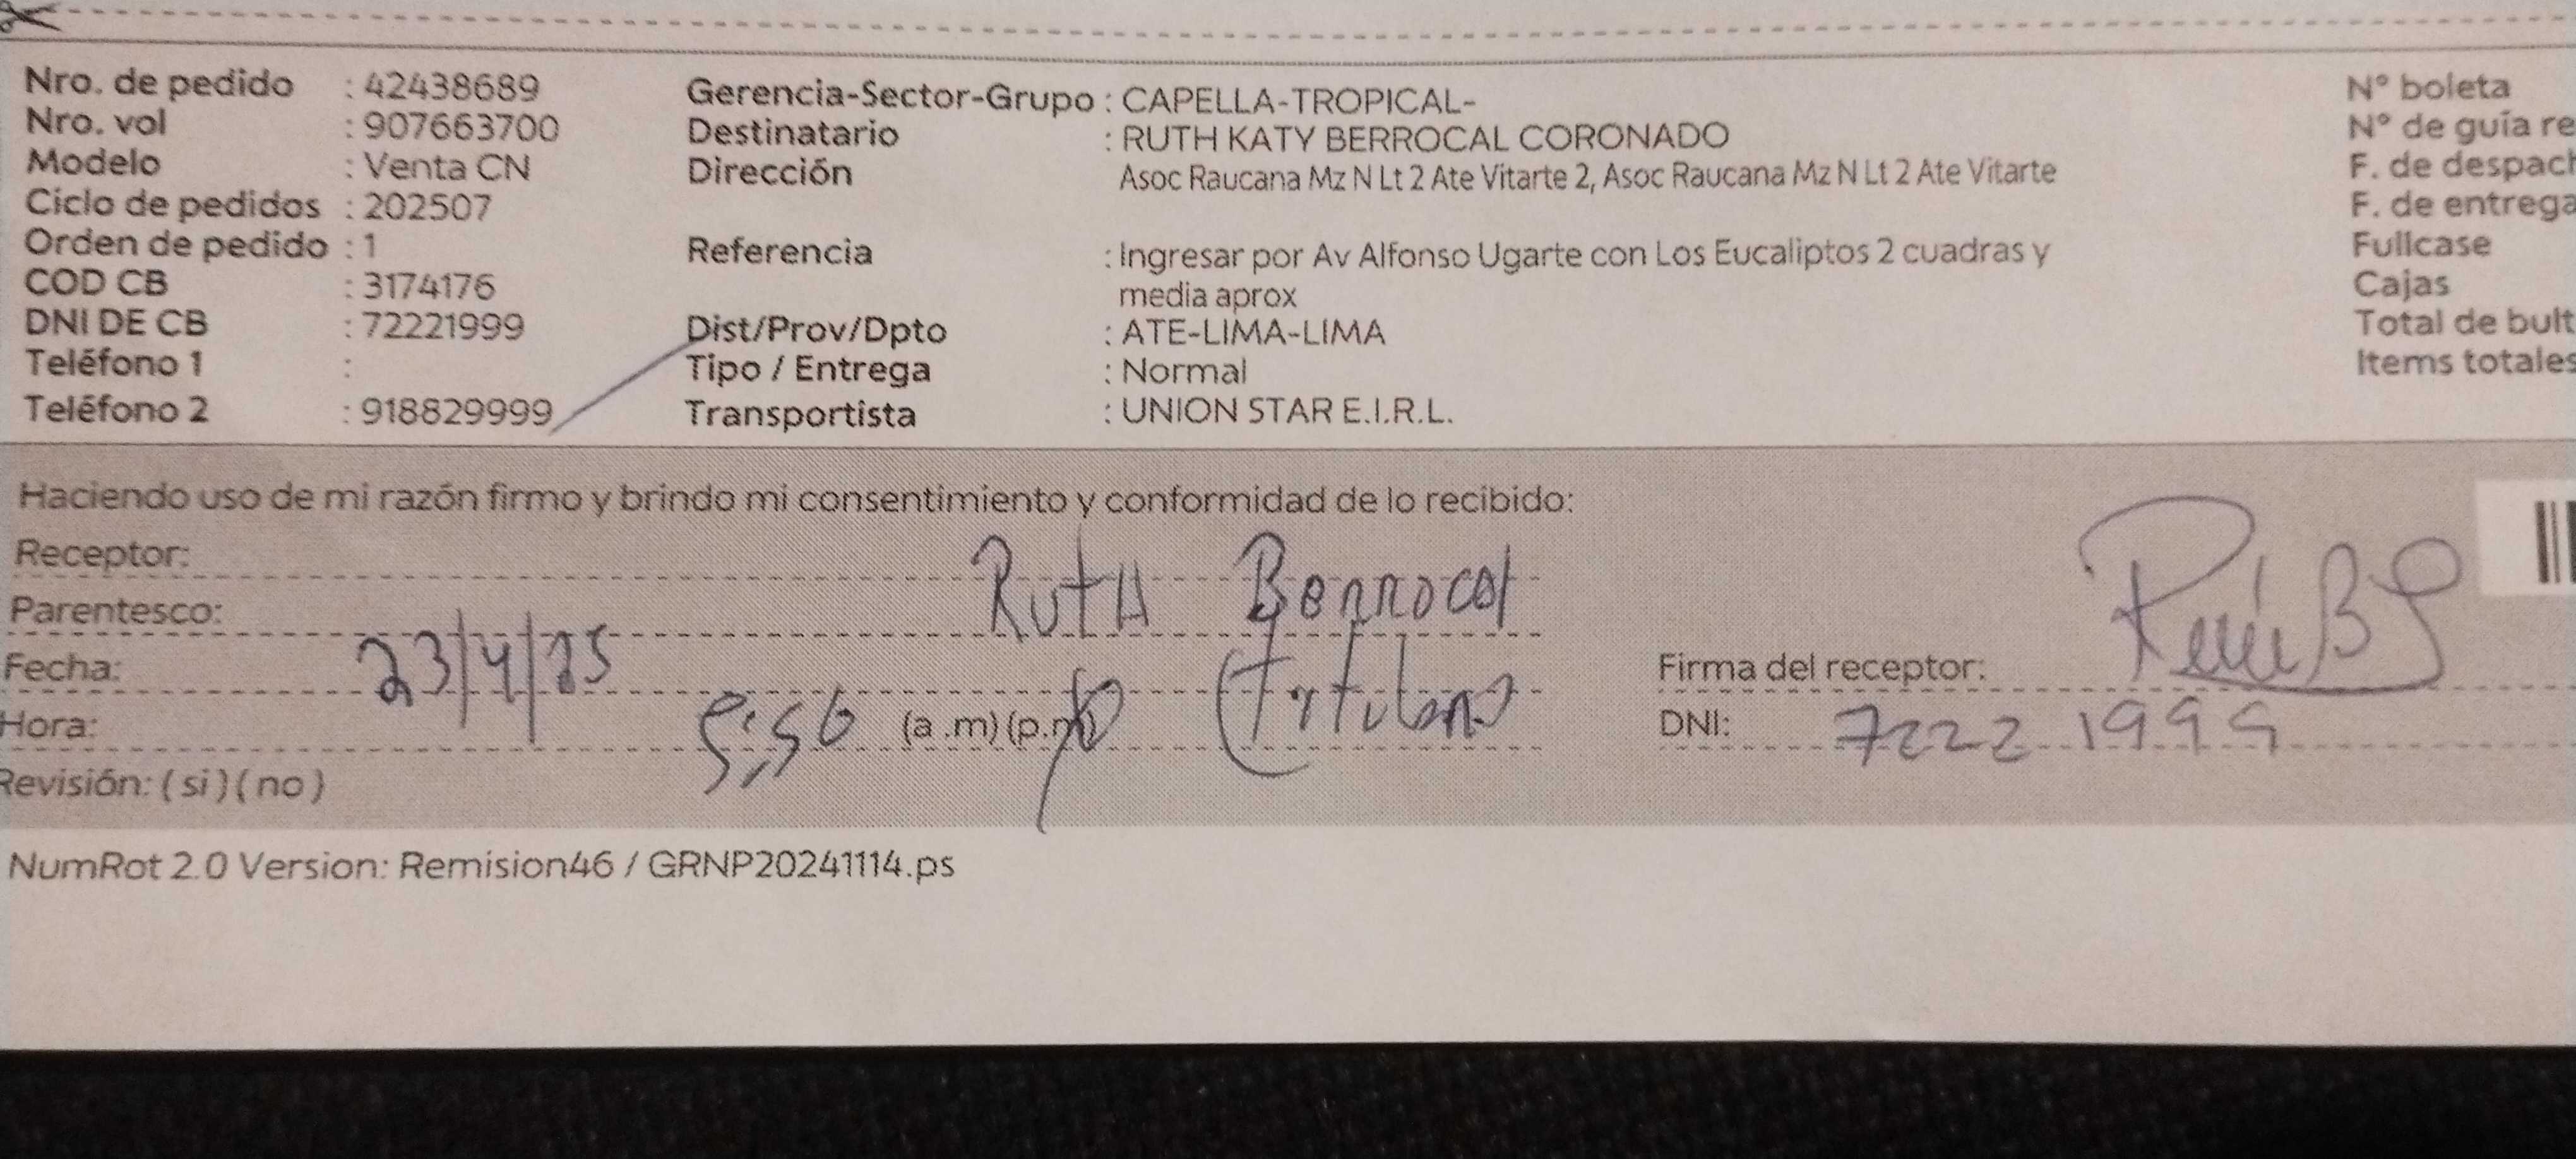 Nro. de pedido : 42438689
Nro. vol : 907663700
Modelo : Venta CN
Ciclo de pedidos : 202507
Orden de pedido : 1
COD CB : 3174176
DNI DE CB : 72221999
Teléfono 1 :
Teléfono 2 : 918829999
Gerencia-Sector-Grupo : CAPELLA-TROPICAL-
Destinatario : RUTH KATY BERROCAL CORONADO
Dirección Asoc Raucana Mz N Lt 2 Ate Vitarte 2, Asoc Raucana Mz N Lt 2 Ate Vitarte
Referencia : Ingresar por Av Alfonso Ugarte con Los Eucaliptos 2 cuadras y
media aprox
Dist/Prov/Dpto : ATE-LIMA-LIMA
Tipo / Entrega : Normal
Transportista : UNION STAR E.I.R.L.
N° boleta
N° de guía re
F. de despach
F. de entrega
Fullcase
Cajas
Total de bult
Items totales
Haciendo uso de mi razón firmo y brindo mi consentimiento y conformidad de lo recibido:
Receptor: Ruth Berrocal
Parentesco:
Fecha: 23/4/25
Hora: (a .m) (p.m)
Revisión: ( si ) ( no )
Firma del receptor:
DNI: 72221999
NumRot 2.0 Version: Remision46 / GRNP20241114.ps